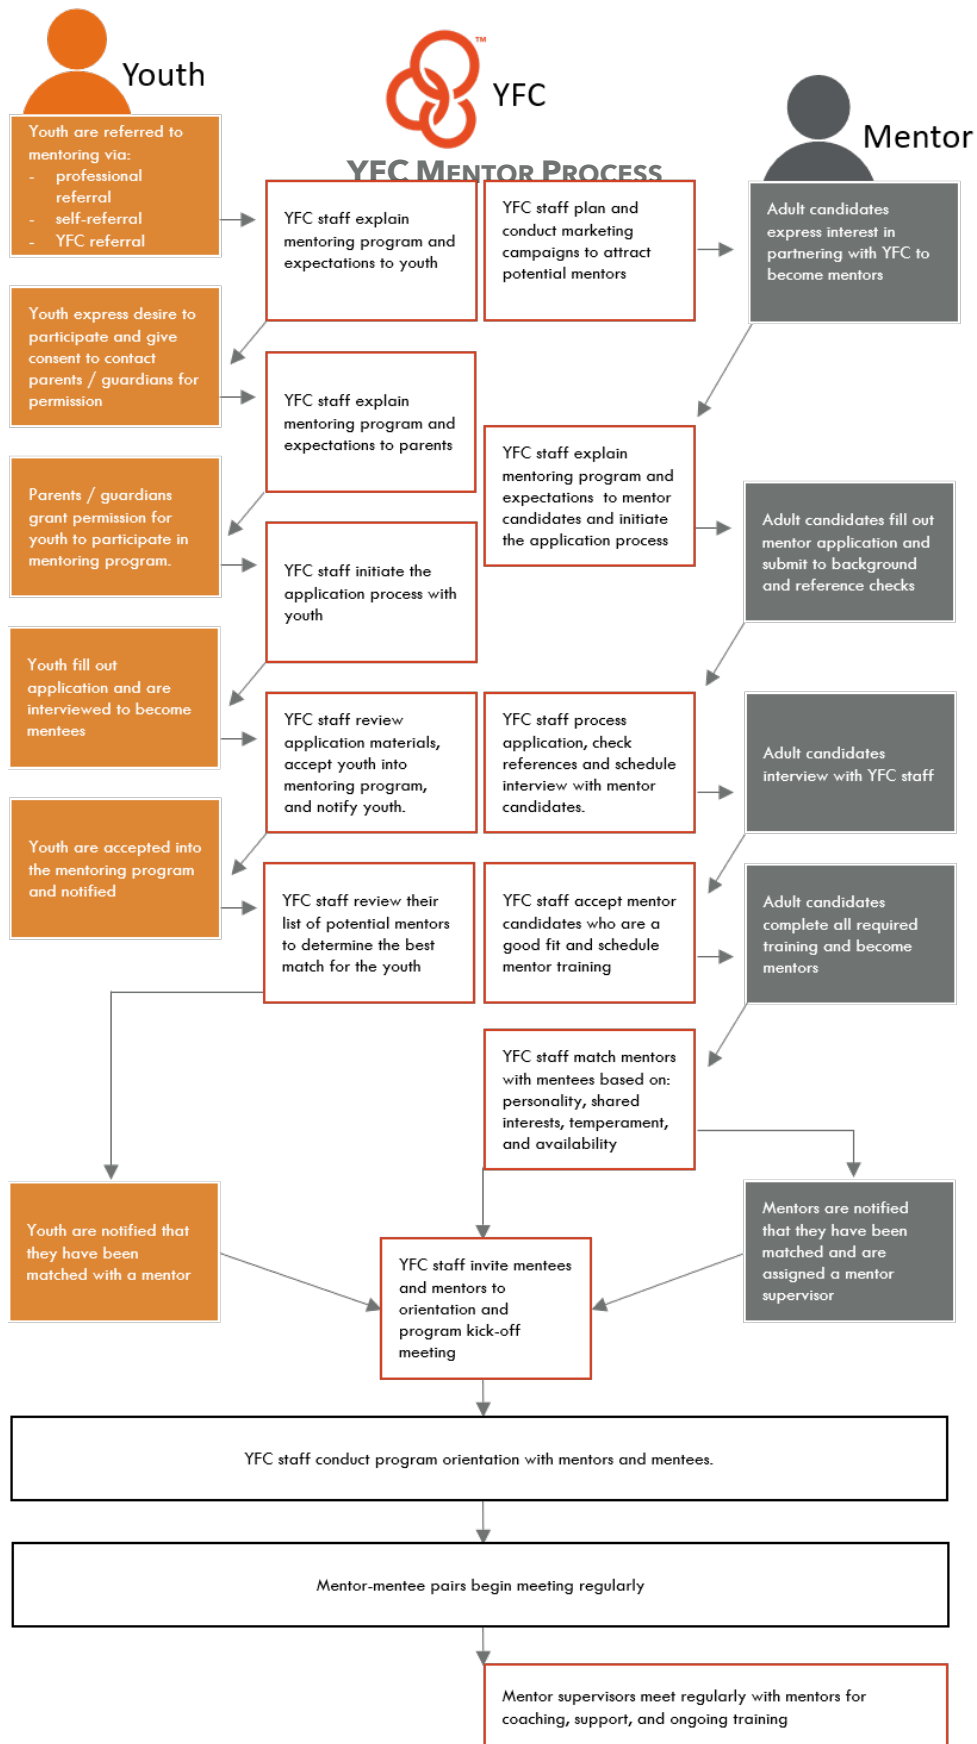 Youth
™
YFC
Mentor
YFC MENTOR PROCESS
Youth are referred to
mentoring via:
- professional
referral
- self-referral
- YFC referral
YFC staff explain
mentoring program and
expectations to youth
YFC staff plan and
conduct marketing
campaigns to attract
potential mentors
Adult candidates
express interest in
partnering with YFC to
become mentors
Youth express desire to
participate and give
consent to contact
parents / guardians for
permission
YFC staff explain
mentoring program and
expectations to parents
YFC staff explain
mentoring program and
expectations to mentor
candidates and initiate
the application process
Parents / guardians
grant permission for
youth to participate in
mentoring program.
YFC staff initiate the
application process with
youth
Adult candidates fill out
mentor application and
submit to background
and reference checks
Youth fill out
application and are
interviewed to become
mentees
YFC staff review
application materials,
accept youth into
mentoring program,
and notify youth.
YFC staff process
application, check
references and schedule
interview with mentor
candidates.
Adult candidates
interview with YFC staff
Youth are accepted into
the mentoring program
and notified
YFC staff review their
list of potential mentors
to determine the best
match for the youth
YFC staff accept mentor
candidates who are a
good fit and schedule
mentor training
Adult candidates
complete all required
training and become
mentors
YFC staff match mentors
with mentees based on:
personality, shared
interests, temperament,
and availability
Youth are notified that
they have been
matched with a mentor
YFC staff invite mentees
and mentors to
orientation and
program kick-off
meeting
Mentors are notified
that they have been
matched and are
assigned a mentor
supervisor
YFC staff conduct program orientation with mentors and mentees.
Mentor-mentee pairs begin meeting regularly
Mentor supervisors meet regularly with mentors for
coaching, support, and ongoing training